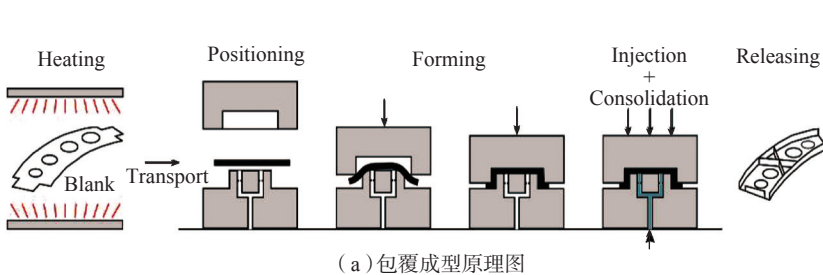 Heating
Positioning
Forming
Injection
+
Consolidation
Releasing
Blank
Transport
（a）包覆成型原理图